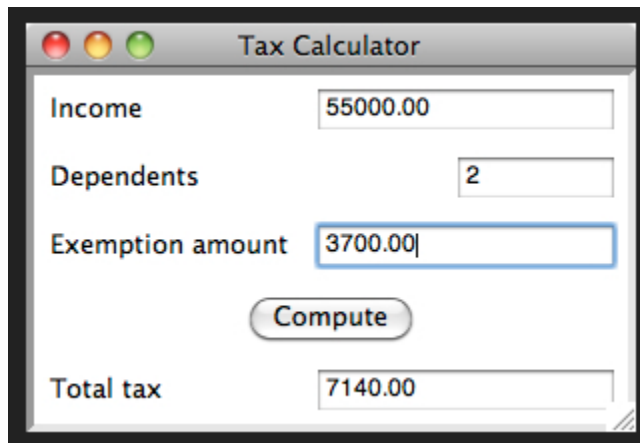 Tax Calculator
Income 55000.00
Dependents 2
Exemption amount 3700.00
Compute
Total tax 7140.00